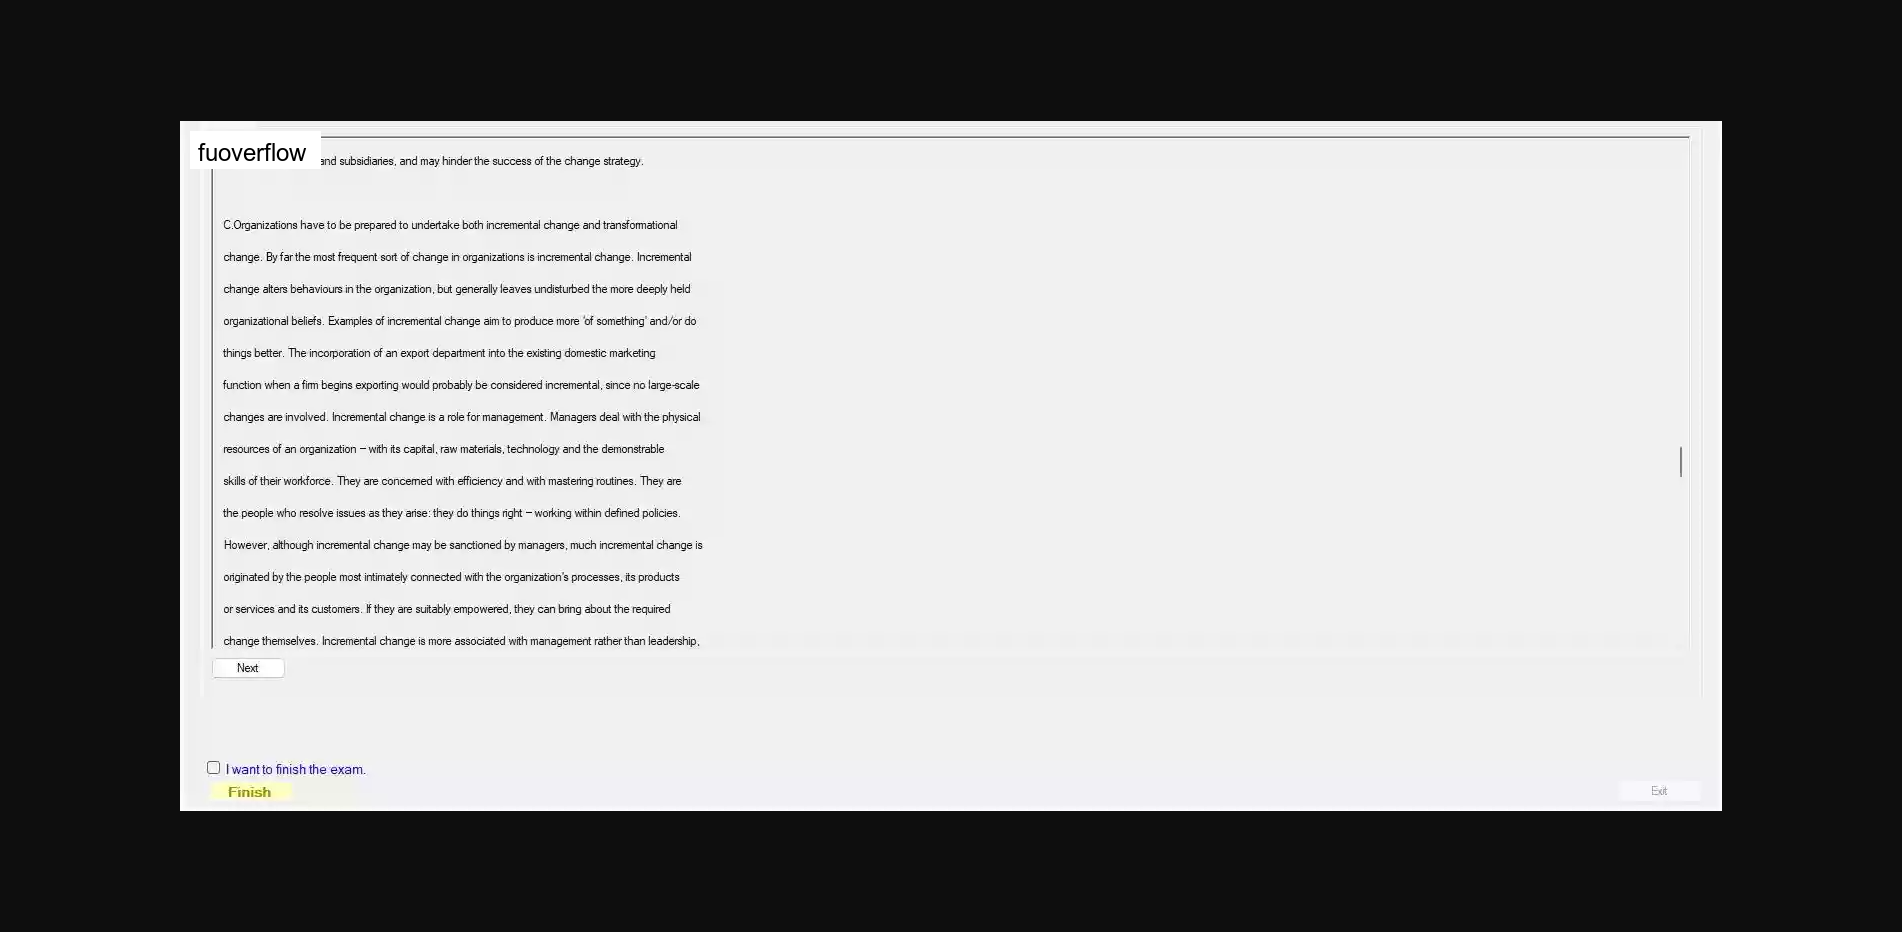 fuoverflow
and subsidiaries, and may hinder the success of the change strategy.
C.Organizations have to be prepared to undertake both incremental change and transformational
change. By far the most frequent sort of change in organizations is incremental change. Incremental
change alters behaviours in the organization, but generally leaves undisturbed the more deeply held
organizational beliefs. Examples of incremental change aim to produce more 'of something' and/or do
things better. The incorporation of an export department into the existing domestic marketing
function when a firm begins exporting would probably be considered incremental, since no large-scale
changes are involved. Incremental change is a role for management. Managers deal with the physical
resources of an organization – with its capital, raw materials, technology and the demonstrable
skills of their workforce. They are concerned with efficiency and with mastering routines. They are
the people who resolve issues as they arise: they do things right – working within defined policies.
However, although incremental change may be sanctioned by managers, much incremental change is
originated by the people most intimately connected with the organization's processes, its products
or services and its customers. If they are suitably empowered, they can bring about the required
change themselves. Incremental change is more associated with management rather than leadership,
Next
I want to finish the exam.
Finish
Exit